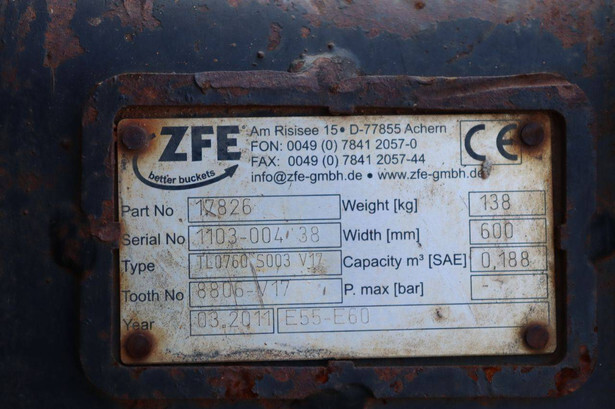 ZFE
better buckets
Am Risisee 15 • D-77855 Achern
FON: 0049 (0) 7841 2057-0
FAX: 0049 (0) 7841 2057-44
info@zfe-gmbh.de • www.zfe-gmbh.de
CE
Part No 17826 Weight [kg] 138
Serial No 1103-004 38 Width [mm] 600
Type TL0760 S003 V17 Capacity m³ [SAE] 0,188
Tooth No 8806-V17 P. max [bar] -
Year 03.2011 E55-E60